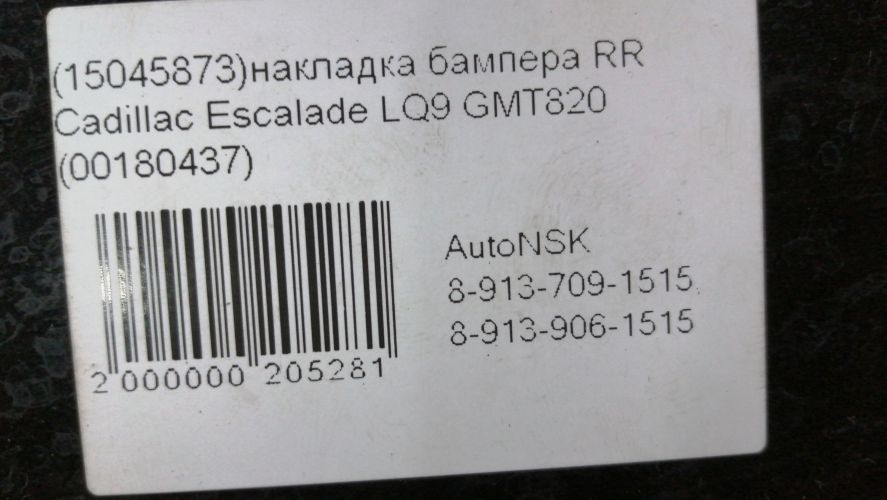 (15045873)накладка бампера RR
Cadillac Escalade LQ9 GMT820
(00180437)
AutoNSK
8-913-709-1515
8-913-906-1515
2 000000 205281